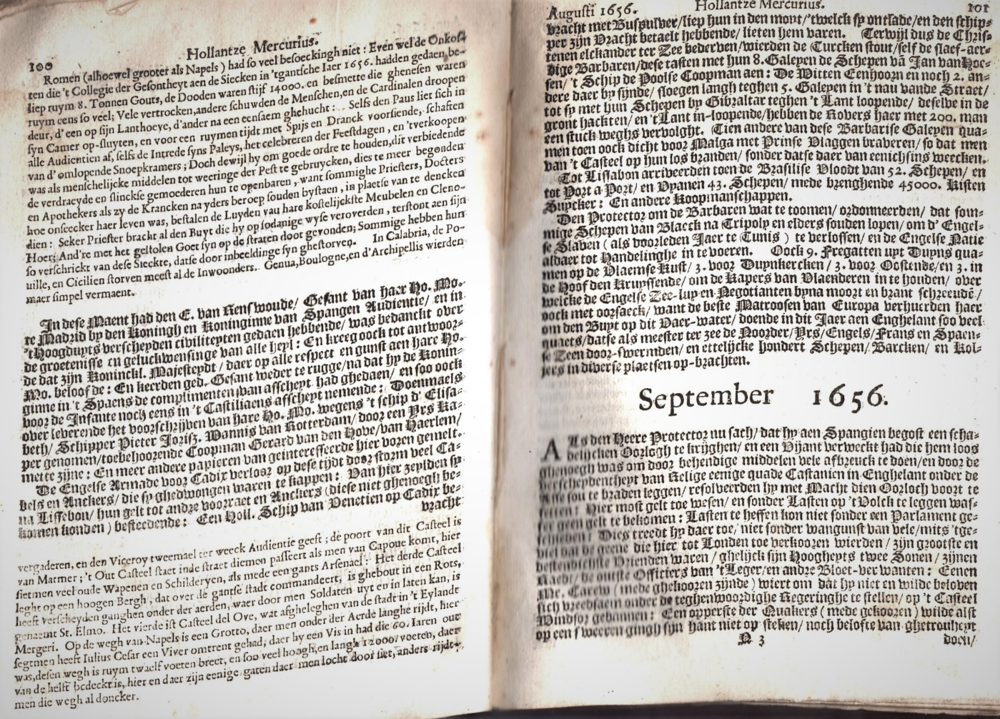 100
Hollantze Mercurius.
Romen (alhoewel grooter als Napels) had so veel besoeckingh niet : Even wel de Onkos-
ten die 't Collegie der Gesontheyt aen de Siecken in 'tgantsche Iaer 1656. hadden gedaen, be-
liep ruym 8. Tonnen Gouts, de Dooden waren stijf 14000. en besmette die ghenesen waren
ruym eens so veel; Vele vertrocken, andere schuwden de Menschen, en de Cardinalen droopen
deur, d'een op sijn Lanthoeve, d'ander na een eensaem ghehucht : Selfs den Paus liet sich in
syn Camer op-sluyten, en voor een ruymen tijdt met Spijs en Dranck voorsiende, schaften
alle Audientien af, selfs de Intrede syns Paleys, het celebreren der Feestdagen, en 'tverkoopen
van d'omlopende Snoepkramers ; Doch dewijl hy om goede ordre te houden, dit verbiedende
was als menschelijcke middelen tot weeringe der Pest te gebruycken, dies te meer begonden
de verdraeyde en slinckse gemoederen hun te openbaren, want sommighe Priesters, Docters
en Apothekers als zy de Krancken na yders beroep souden bystaen, in plaetse van te dencken
hoe onseecker haer leven was, bestalen de Luyden van hare kostelijckste Meubelen en Cleno-
dien : Seker Priester bracht al den Buyt die hy op sodanige wyse veroverden, terstont aen sijn
Hoer; And're met het gestolen Goet syn op de straten doot gevonden; Sommige hebben hun
so verschrickt van dese Sieckte, datse door inbeeldinge syn ghestorven. In Calabria, de Po-
uille, en Cicilien storven meest al de Inwoonders. Genua, Boulogne, en d'Archipellis wierden
maer simpel vermaent.
In dese Maent had den E. van Renswoude/ Gesant van haer Ho. Mo.
te Madrid by den Koningh en Koninginne van Spangen Audientie/ en in
't Hoogduyts verscheyden civiliteyten gedaen hebbende/ was bedanckt over
de groetenisse en geluckwensinge van alle heyl : En kreeg oock tot antwoor-
de dat zijn Koninckl. Majesteydt/ daer op alle respect en gunst aen hare Ho.
Mo. beloofde : En keerden ged. Gesant weder te rugge/ na dat hy de Konin-
ginne in 't Spaens de complimenten van affcheyt had ghedaen/ en soo oock
voor de Infante noch eens in 't Castiliaens affcheyt nemende : Doenmaels
over leverende het voorschrijven van hare Ho. Mo. wegens 't schip d' Elisa-
beth/ Schipper Pieter Jorisz. Wannis van Rotterdam/ door een Yrs Ka-
per genomen/ toebehoorende Coopman Gerard van den Hove/ van Haerlem/
mette zijne : En meer andere papieren van geinteresseerde hier voren gemelt.
De Engelse Armade voor Cadix verloor op dese tijdt door storm veel Ca-
bels en Anckers/ die sy ghedwongen waren te kappen : Van hier zeylden sy
na Lissebon/ hun gelt tot andre voorraet en Anckers (diese niet ghenoegh be-
komen konden) besteedende : Een Holl. Schip van Venetien op Cadix be-
vracht
vergaderen, en den Viceroy tweemael ter weeck Audientie geeft ; de poort van dit Casteel is
van Marmer ; 't Out Casteel staet inde straet diemen passeert als men van Capoue komt, hier
sietmen veel oude Wapenen en Schilderyen, als mede een gants Arsenael : Het derde Casteel
leght op een hoogen Bergh, dat over de gantse stadt commandeert, is ghebout in een Rots,
heeft verscheyden ganghen onder der aerden, waer door men Soldaten uyt en in laten kan, is
genaemt St. Elmo. Het vierde ist Casteel del Ove, wat afgheleghen van de stadt in 't Eylandt
Mergeri. Op de wegh van Napels is een Grotto, daer men onder der Aerde langhe rijdt, hier
segtmen heeft Iulius Cesar een Viver omtrent gehad, daer hy een Vis in had die 60. Iaren out
was, desen wegh is ruym twaelf voeten breet, en soo veel hoogh, en langh 12000. voeten, daer
van de helft bedeckt is, hier en daer zijn eenige gaten daer men locht door siet, anders rijdt-
men die wegh al doncker.
Augusti 1656. Hollantze Mercurius. 101
vracht met Buspulver/ liep hun in den mont/ 'twelck sy ontlade/ en den schip-
per zijn Vracht betaelt hebbende/ lieten hem varen. Terwijl dus de Chris-
tenen elckander ter Zee bederven/ wierden de Turcken stout/ self de slaef-aer-
dige Barbaren/ dese tasten met hun 8. Galeyen de Schepen vã Jan van Hoe-
sen/ 't Schip de Poolse Coopman aen : De Witten Eenhoorn en noch 2. an-
dere daer by sijnde/ sloegen langh teghen 5. Galeyen in 't nau vande Straet/
tot sy met hun Schepen by Gibraltar teghen 't Lant loopende/ deselve in de
gront hackten/ en 't Lant in-loopende/ hebben de Rovers haer met 200. man
een stuck weghs vervolght. Tien andere van dese Barbarise Galeyen qua-
men toen oock dicht voor Malga met Prinse Vlaggen braveren/ so dat men
van 't Casteel op hun los branden/ sonder datse daer van eenichsins weecken.
Tot Lissabon arriveerden toen de Brasilise Vloodt van 52. Schepen/ en
tot Port a Port/ en Vyanen 43. Schepen/ mede brenghende 45000. Kisten
Suycker : En andere Koopmanschappen.
Den Protector om de Barbaren wat te toomen/ ordonneerden/ dat som-
mige Schepen van Blaeck na Tripoly en elders souden lopen/ om d' Engel-
se Slaven (als voorleden Jaer te Tunis) te verlossen/ en de Engelse Natie
aldaer tot Handelinghe in te voeren. Oock 9. Fregatten uyt Duyns qua-
men op de Vlaemse Kust/ 3. voor Duynkercken/ 3. voor Oostende/ en 3. in
de Hoofden kruyssende/ om de Kapers van Vlaenderen in te houden/ over
welcke de Engelse Zee-luy en Negotianten byna moort en brant schreeudẽ/
oock met oorsaeck/ want de beste Matroosen van Europa verhuerden haer
om den Buyt op dit Vaer-water/ doende in dit Jaer aen Enghelant soo veel
quaets/ datse als meester ter zee de Noorder/ Yrs/ Engels/ Frans en Spaen-
se Zeen door-swermden/ en ettelijcke hondert Schepen/ Barcken/ en Kol-
jers in diverse plaetsen op-brachten.
September 1656.
Als den Heere Protector nu sach/ dat hy aen Spangien begost een scha-
delijcken Oorlogh te krijghen/ en een Vijant verweckt had die hem loos
ghenoegh was om door behendige middelen vele afbreuck te doen/ en door de
verscheydentheyt van Relige eenige quade Castanien in Enghelant onder de
Asse sou te braden leggen/ resolveerden hy met Macht dien Oorloch voort te
setten : Hier most gelt toe wesen/ en sonder Lasten op 't Volck te leggen was-
ser geen gelt te bekomen : Lasten te heffen kon niet sonder een Parlament ge-
schieden : Dies treedt hy daer toe/ niet sonder wangunst van vele/ mits 'tge-
viel dat de geene die hier tot Londen toe verkooren wierden/ zijn grootste en
bestendichste Vrienden waren/ ghelijck sijn Hoogheyts twee Sonen/ zijnen
Raedt/ de outste Officiers van 't Leger/ en andre Bloet-verwanten : Eenen
Mr. Carew (mede ghekooren zijnde) wiert om dat hy niet en wilde beloven
sich vreedsaem onder de teghenwoordighe Regeringhe te stellen/ op 't Casteel
Windsor gebannen : Een opperste der Quakers (mede gekooren) wilde alst
op een sweeren gingh sijn hant niet op steken/ noch belofte van ghetrouheyt
N 3 doen/